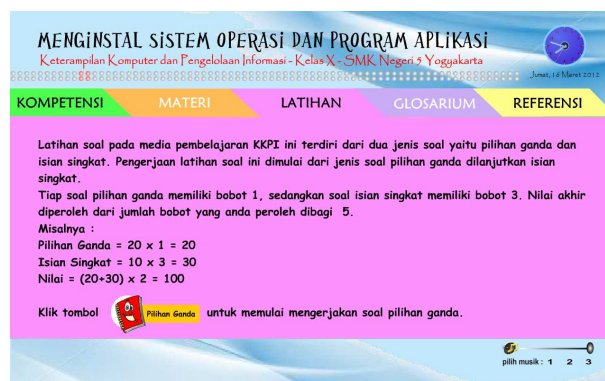 MENGINSTAL SISTEM OPERASI DAN PROGRAM APLIKASI
Keterampilan Komputer dan Pengelolaan Informasi - Kelas X - SMK Negeri 5 Yogyakarta
Jumat, 16 Maret 2012
KOMPETENSI MATERI LATIHAN GLOSARIUM REFERENSI
Latihan soal pada media pembelajaran KKPI ini terdiri dari dua jenis soal yaitu pilihan ganda dan
isian singkat. Pengerjaan latihan soal ini dimulai dari jenis soal pilihan ganda dilanjutkan isian
singkat.
Tiap soal pilihan ganda memiliki bobot 1, sedangkan soal isian singkat memiliki bobot 3. Nilai akhir
diperoleh dari jumlah bobot yang anda peroleh dibagi 5.
Misalnya :
Pilihan Ganda = 20 x 1 = 20
Isian Singkat = 10 x 3 = 30
Nilai = (20+30) x 2 = 100
Klik tombol Pilihan Ganda untuk memulai mengerjakan soal pilihan ganda.
pilih musik : 1 2 3